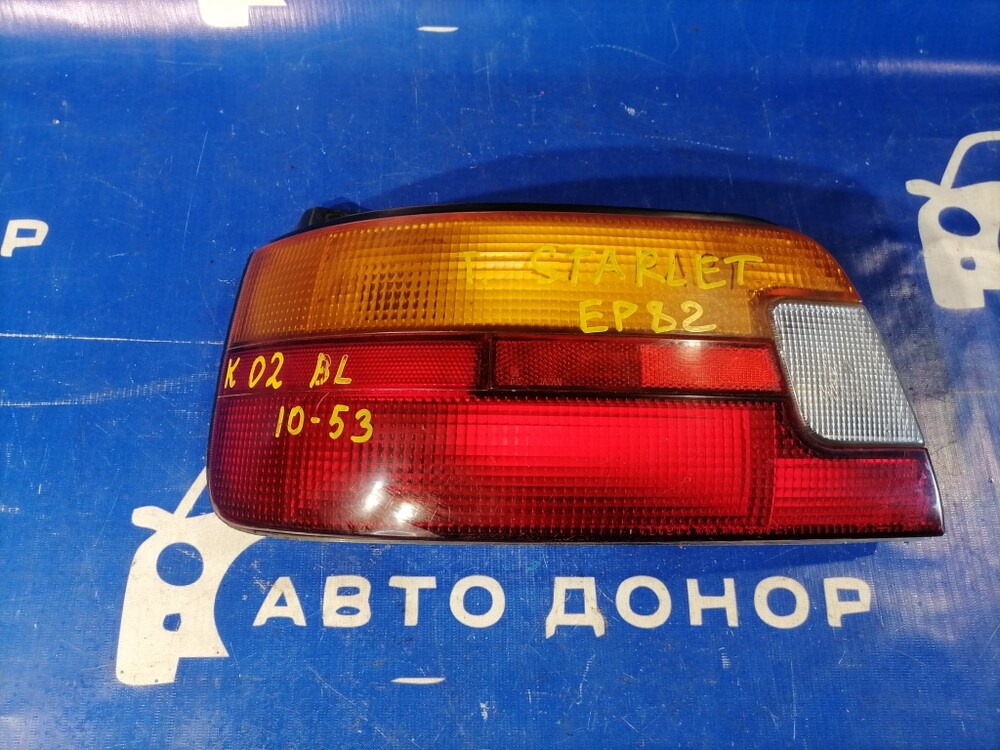 Р
T. STARLET
EP82
K 02 BL
10-53
АВТО ДОНОР